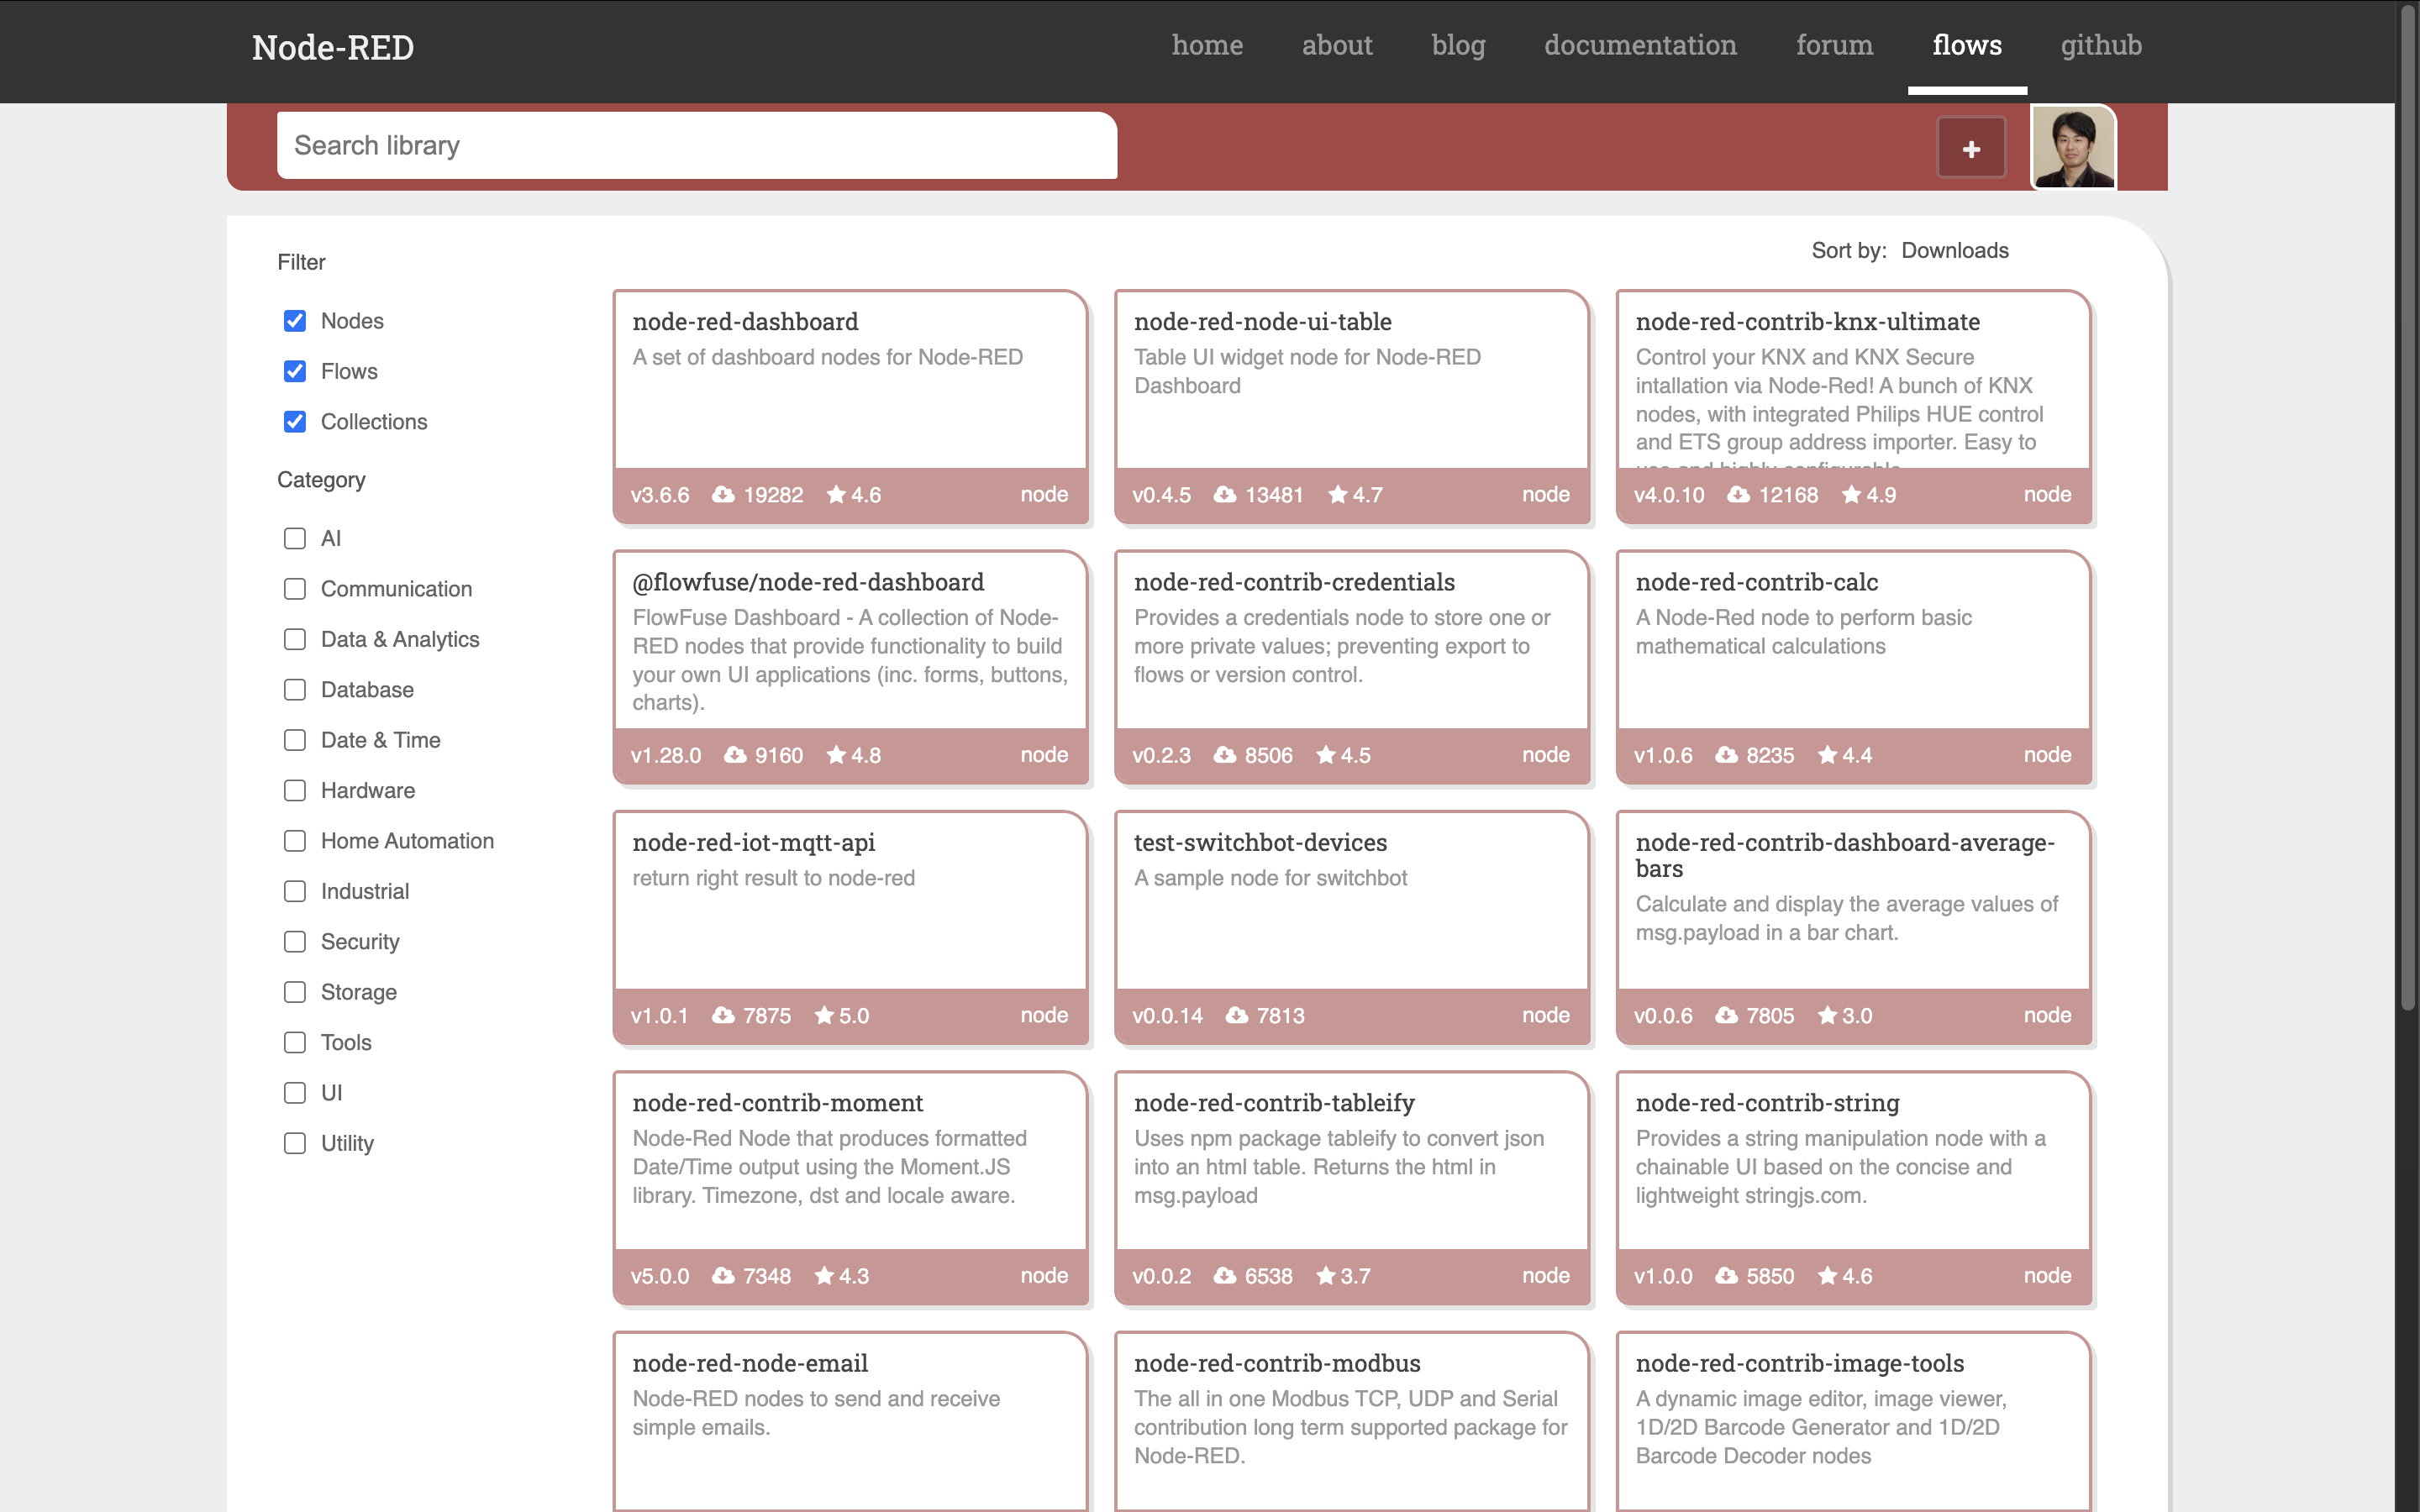 Node-RED
home
about
blog
documentation
forum
flows
github
Search library
+
Filter
Nodes
Flows
Collections
Category
AI
Communication
Data & Analytics
Database
Date & Time
Hardware
Home Automation
Industrial
Security
Storage
Tools
UI
Utility
Sort by: Downloads
node-red-dashboard
A set of dashboard nodes for Node-RED
v3.6.6 19282 4.6 node
node-red-node-ui-table
Table UI widget node for Node-RED
Dashboard
v0.4.5 13481 4.7 node
node-red-contrib-knx-ultimate
Control your KNX and KNX Secure
intallation via Node-Red! A bunch of KNX
nodes, with integrated Philips HUE control
and ETS group address importer. Easy to
use and highly configurable.
v4.0.10 12168 4.9 node
@flowfuse/node-red-dashboard
FlowFuse Dashboard - A collection of Node-
RED nodes that provide functionality to build
your own UI applications (inc. forms, buttons,
charts).
v1.28.0 9160 4.8 node
node-red-contrib-credentials
Provides a credentials node to store one or
more private values; preventing export to
flows or version control.
v0.2.3 8506 4.5 node
node-red-contrib-calc
A Node-Red node to perform basic
mathematical calculations
v1.0.6 8235 4.4 node
node-red-iot-mqtt-api
return right result to node-red
v1.0.1 7875 5.0 node
test-switchbot-devices
A sample node for switchbot
v0.0.14 7813 node
node-red-contrib-dashboard-average-
bars
Calculate and display the average values of
msg.payload in a bar chart.
v0.0.6 7805 3.0 node
node-red-contrib-moment
Node-Red Node that produces formatted
Date/Time output using the Moment.JS
library. Timezone, dst and locale aware.
v5.0.0 7348 4.3 node
node-red-contrib-tableify
Uses npm package tableify to convert json
into an html table. Returns the html in
msg.payload
v0.0.2 6538 3.7 node
node-red-contrib-string
Provides a string manipulation node with a
chainable UI based on the concise and
lightweight stringjs.com.
v1.0.0 5850 4.6 node
node-red-node-email
Node-RED nodes to send and receive
simple emails.
node-red-contrib-modbus
The all in one Modbus TCP, UDP and Serial
contribution long term supported package for
Node-RED.
node-red-contrib-image-tools
A dynamic image editor, image viewer,
1D/2D Barcode Generator and 1D/2D
Barcode Decoder nodes